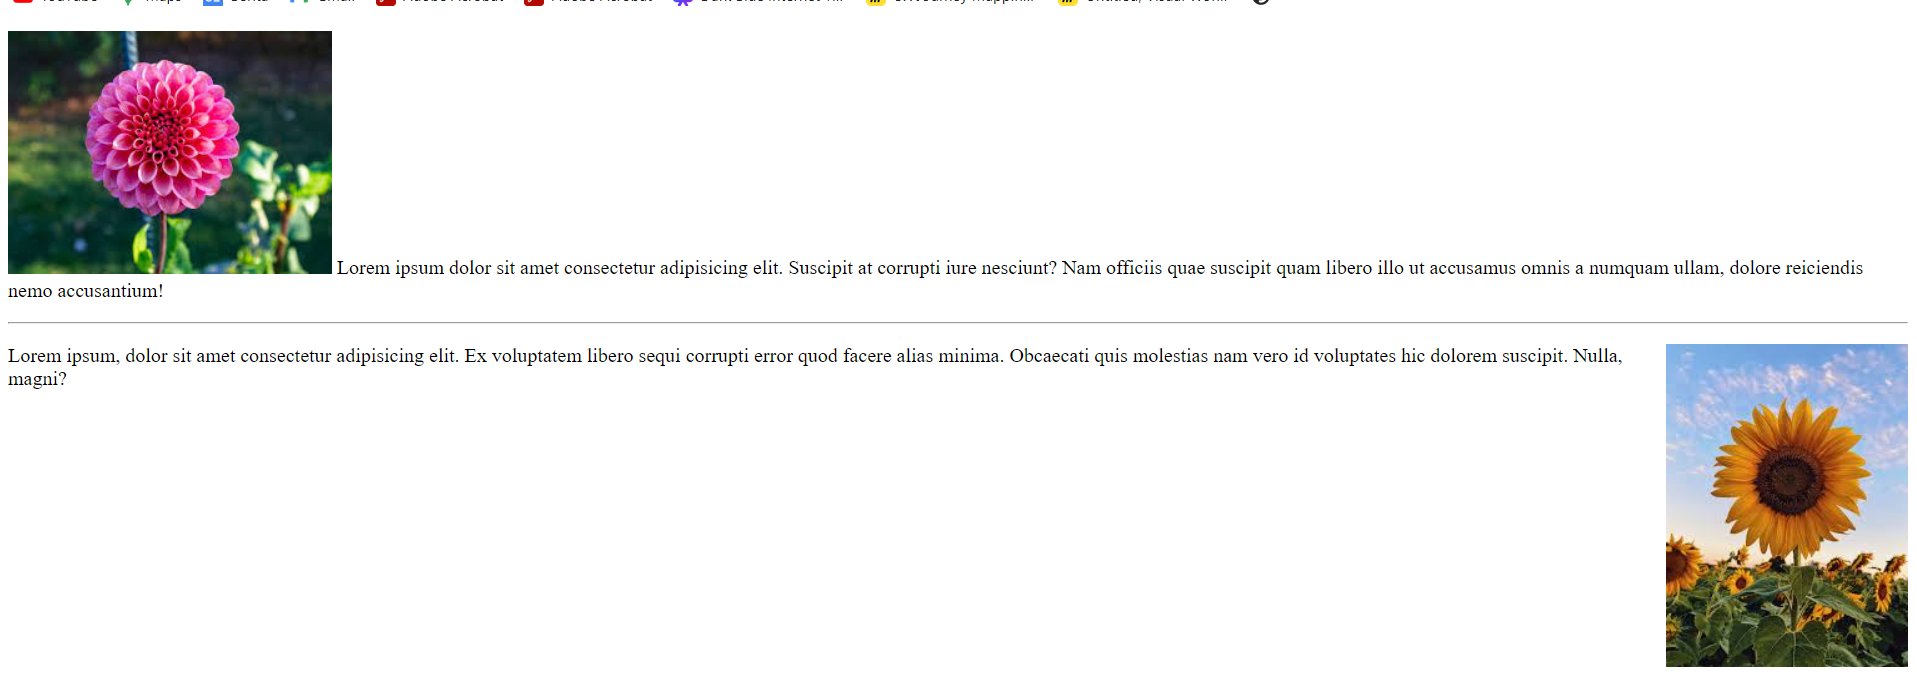 Lorem ipsum dolor sit amet consectetur adipisicing elit. Suscipit at corrupti iure nesciunt? Nam officiis quae suscipit quam libero illo ut accusamus omnis a numquam ullam, dolore reiciendis
nemo accusantium!
Lorem ipsum, dolor sit amet consectetur adipisicing elit. Ex voluptatem libero sequi corrupti error quod facere alias minima. Obcaecati quis molestias nam vero id voluptates hic dolorem suscipit. Nulla,
magni?